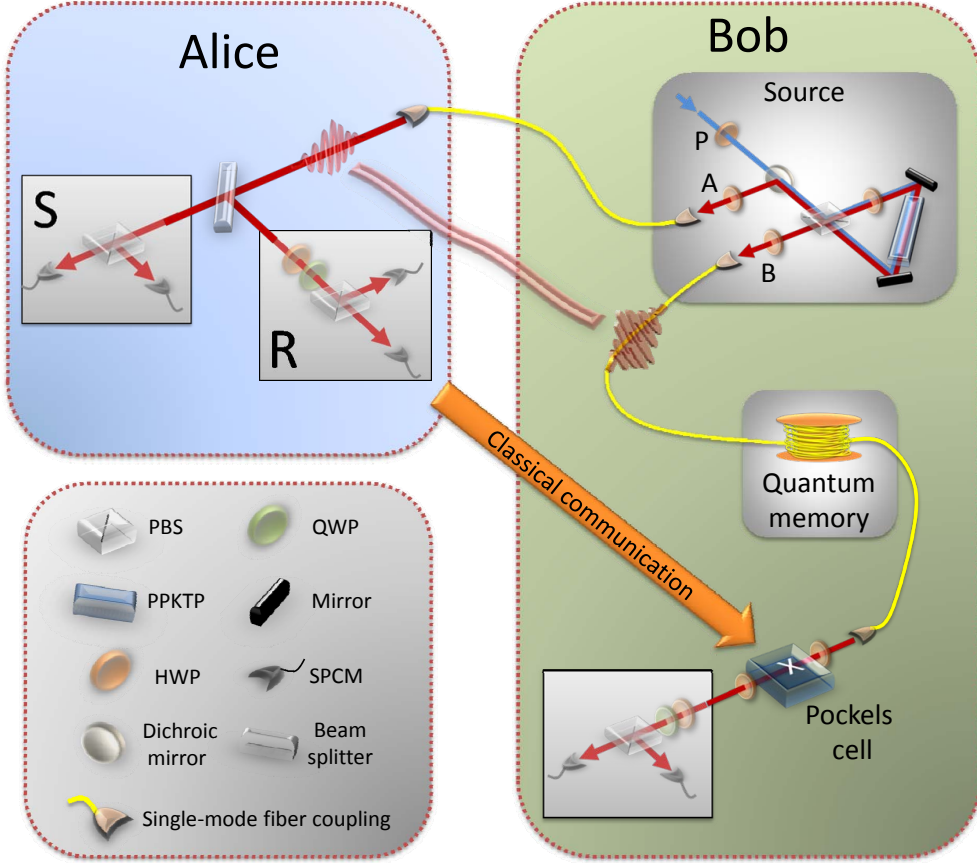 Alice
Bob
Source
P
A
B
S
R
Classical communication
Quantum
memory
X
Pockels
cell
PBS
QWP
PPKTP
Mirror
HWP
SPCM
Dichroic
mirror
Beam
splitter
Single-mode fiber coupling